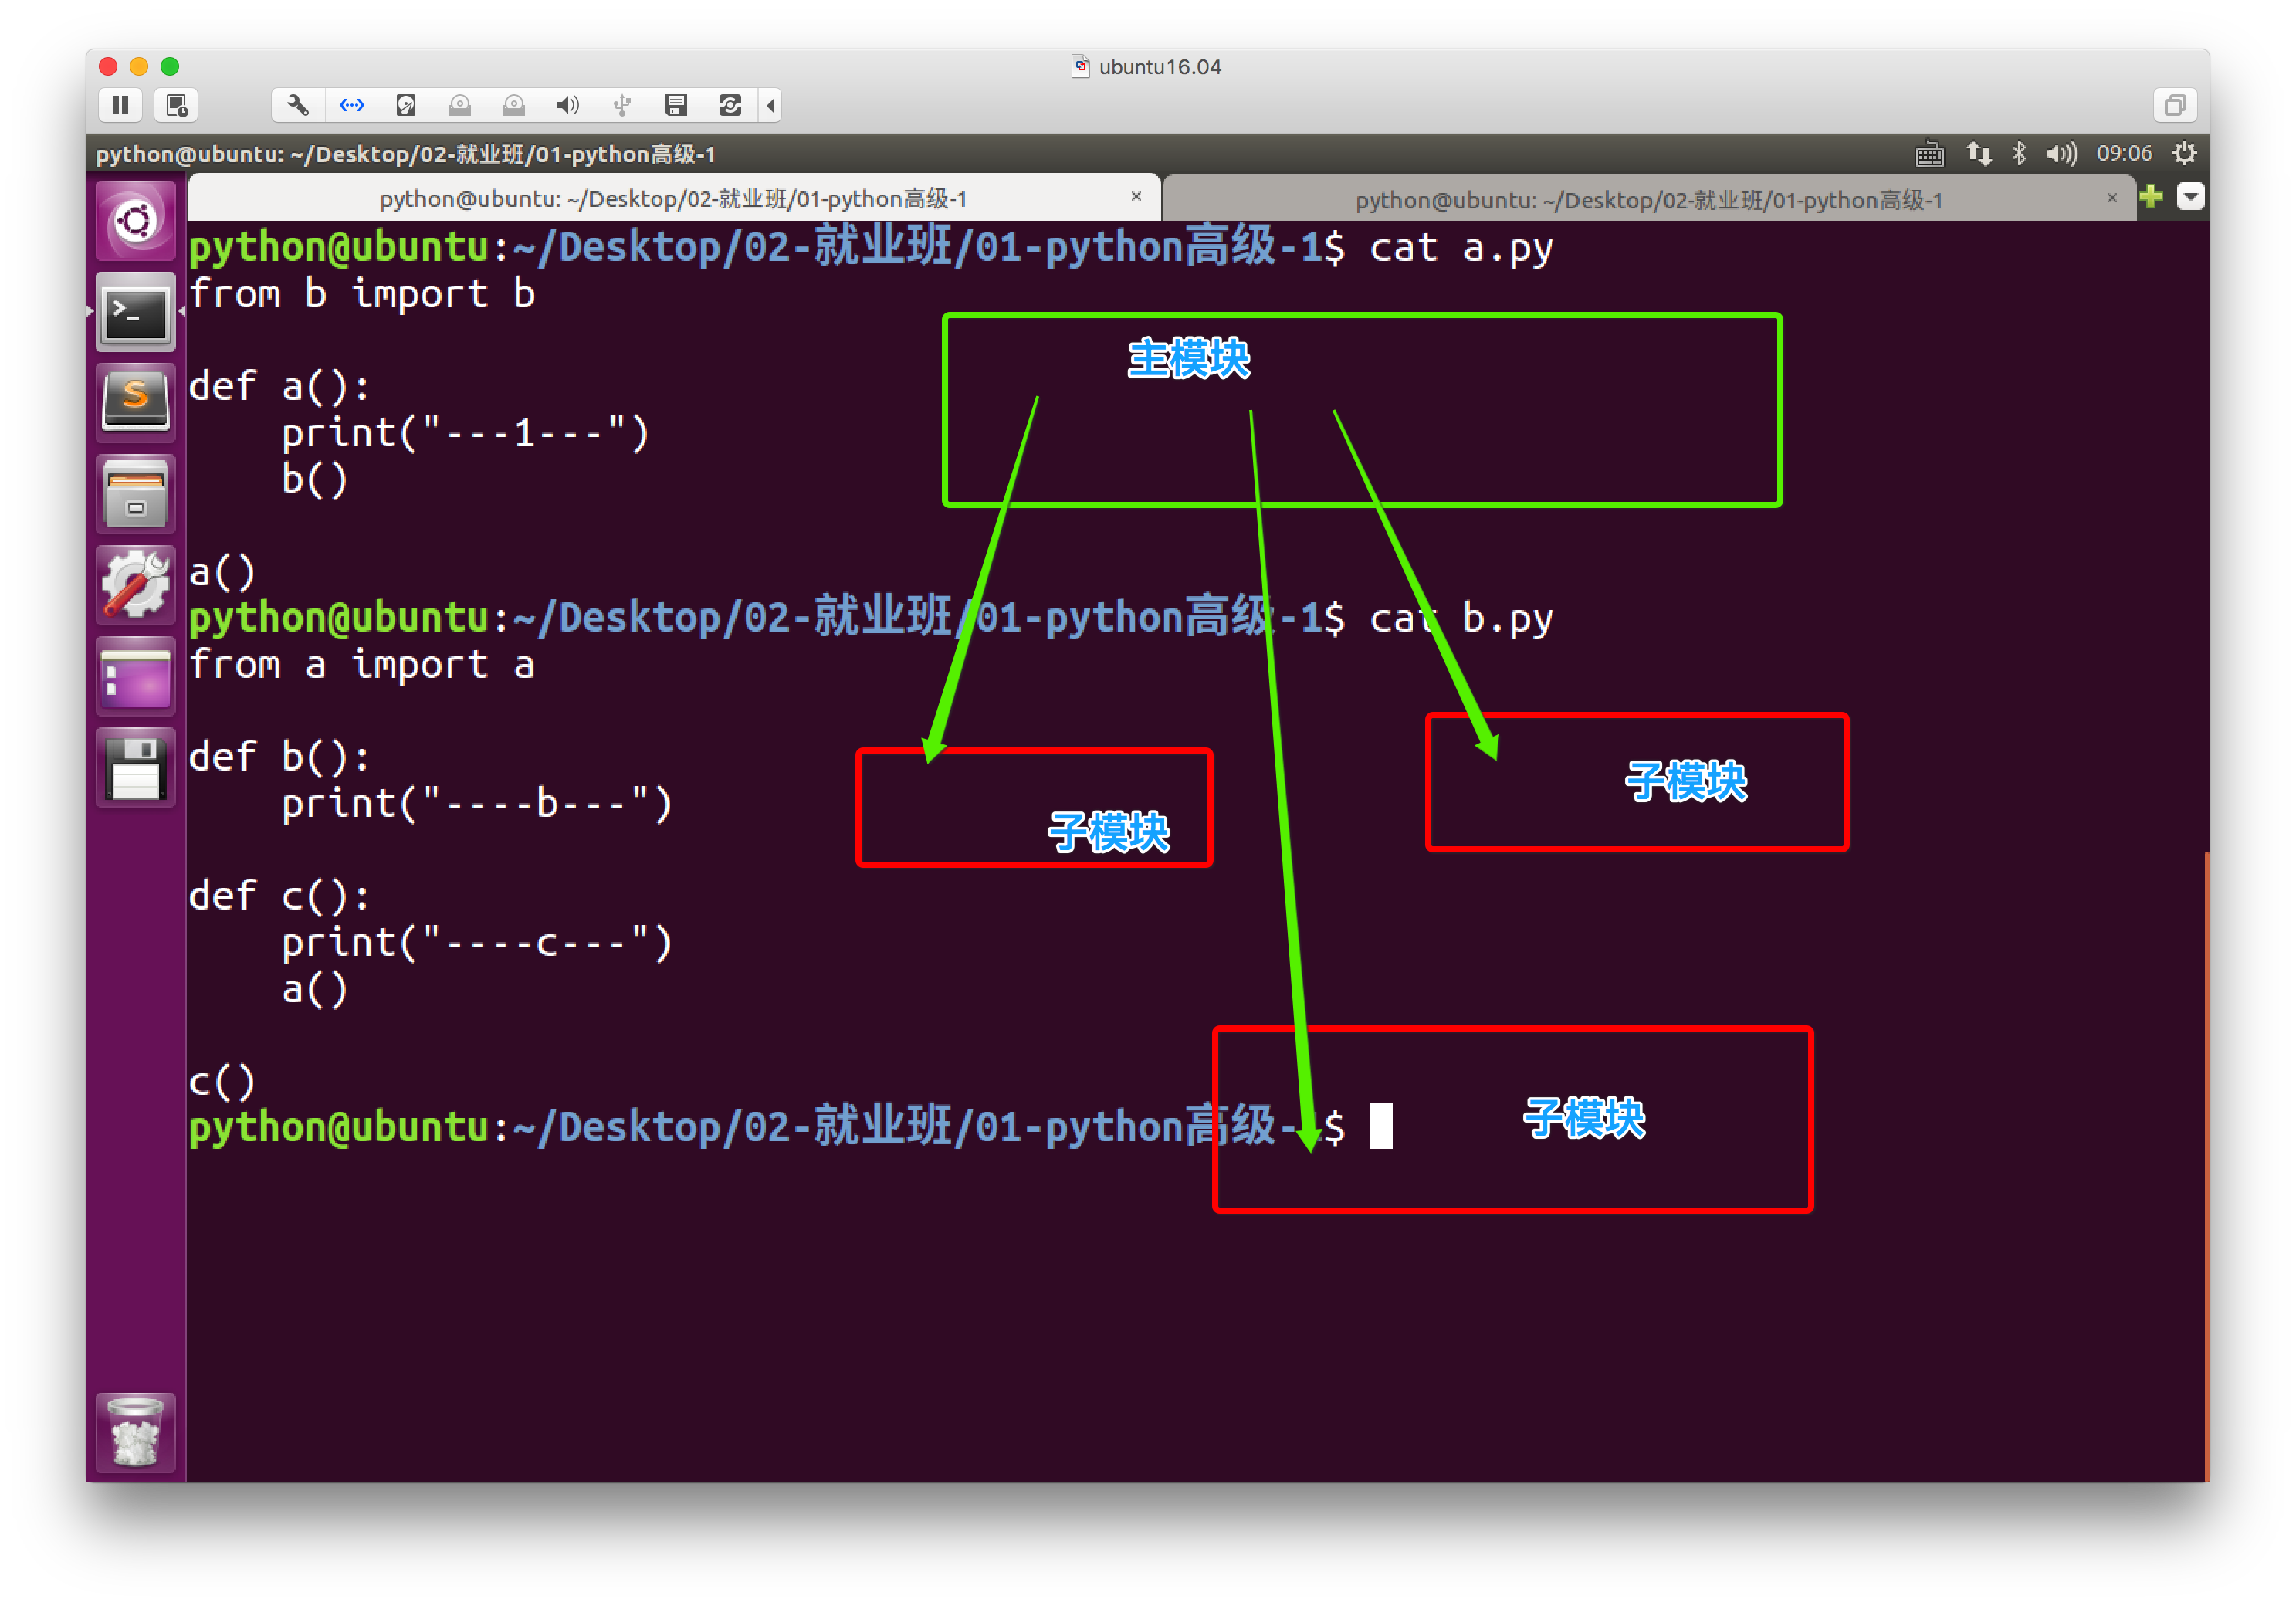 ubuntu16.04
python@ubuntu: ~/Desktop/02-就业班/01-python高级-1
09:06
python@ubuntu: ~/Desktop/02-就业班/01-python高级-1 ×
python@ubuntu: ~/Desktop/02-就业班/01-python高级-1 ×
python@ubuntu:~/Desktop/02-就业班/01-python高级-1$ cat a.py
from b import b
主模块
def a():
    print("---1---")
    b()
a()
python@ubuntu:~/Desktop/02-就业班/01-python高级-1$ cat b.py
from a import a
def b():
    print("----b---")
子模块
子模块
def c():
    print("----c---")
    a()
c()
python@ubuntu:~/Desktop/02-就业班/01-python高级-1$
子模块